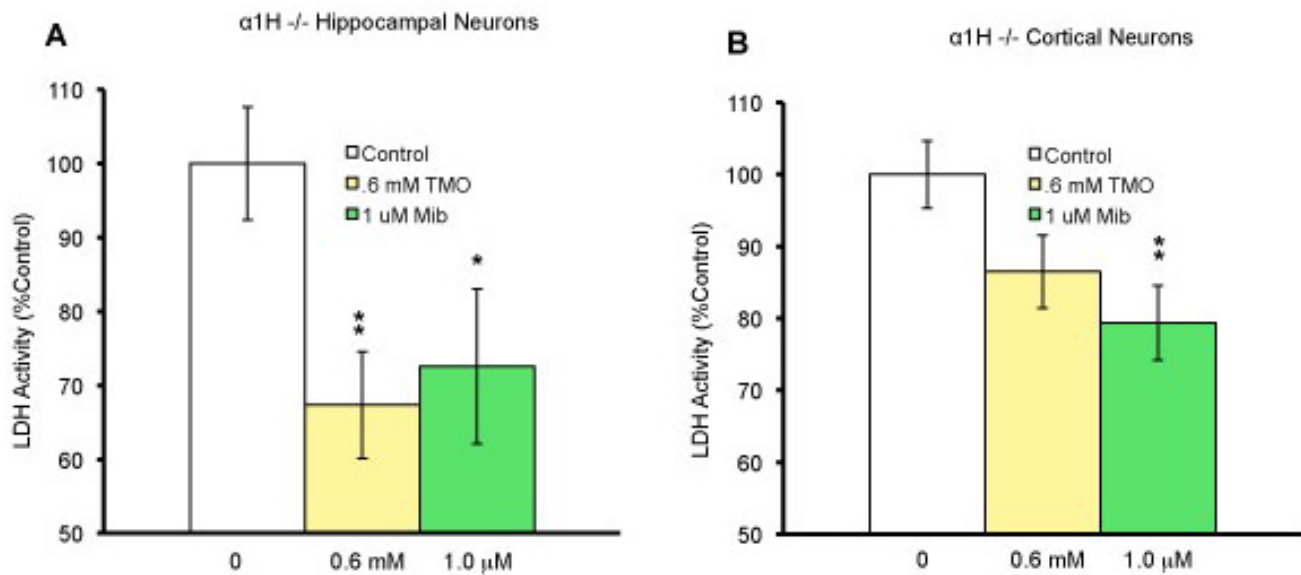 A
α1H -/- Hippocampal Neurons
LDH Activity (%Control)
110
100
90
80
70
60
50
Control
.6 mM TMO
1 uM Mib
**
*
0
0.6 mM
1.0 μM
B
α1H -/- Cortical Neurons
LDH Activity (%Control)
110
100
90
80
70
60
50
Control
.6 mM TMO
1 uM Mib
**
0
0.6 mM
1.0 μM